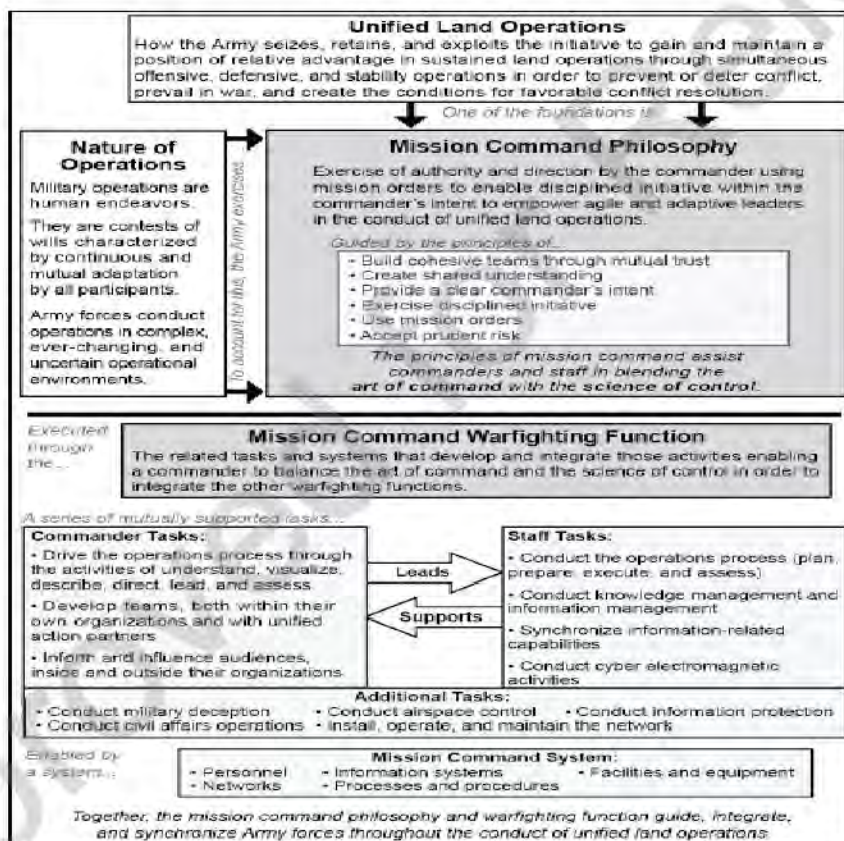 Unified Land Operations
How the Army seizes, retains, and exploits the initiative to gain and maintain a
position of relative advantage in sustained land operations through simultaneous
offensive, defensive, and stability operations in order to prevent or deter conflict,
prevail in war, and create the conditions for favorable conflict resolution.
One of the foundations is
Nature of
Operations
Military operations are
human endeavors.
They are contests of
wills characterized
by continuous and
mutual adaptation
by all participants.
Army forces conduct
operations in complex,
ever-changing, and
uncertain operational
environments.
To account for this, the Army exercises
Mission Command Philosophy
Exercise of authority and direction by the commander using
mission orders to enable disciplined initiative within the
commander's intent to empower agile and adaptive leaders
in the conduct of unified land operations.
Guided by the principles of...
• Build cohesive teams through mutual trust
• Create shared understanding
• Provide a clear commander's intent
• Exercise disciplined initiative
• Use mission orders
• Accept prudent risk
The principles of mission command assist
commanders and staff in blending the
art of command with the science of control.
Executed
through
the...
Mission Command Warfighting Function
The related tasks and systems that develop and integrate those activities enabling
a commander to balance the art of command and the science of control in order to
integrate the other warfighting functions.
A series of mutually supported tasks...
Commander Tasks:
• Drive the operations process through
the activities of understand, visualize,
describe, direct, lead, and assess
• Develop teams, both within their
own organizations and with unified
action partners
• Inform and influence audiences,
inside and outside their organizations
Leads
Supports
Staff Tasks:
• Conduct the operations process (plan,
prepare, execute, and assess)
• Conduct knowledge management and
information management
• Synchronize information-related
capabilities
• Conduct cyber electromagnetic
activities
Additional Tasks:
• Conduct military deception • Conduct airspace control • Conduct information protection
• Conduct civil affairs operations • Install, operate, and maintain the network
Enabled by
a system...
Mission Command System:
• Personnel • Information systems • Facilities and equipment
• Networks • Processes and procedures
Together, the mission command philosophy and warfighting function guide, integrate,
and synchronize Army forces throughout the conduct of unified land operations